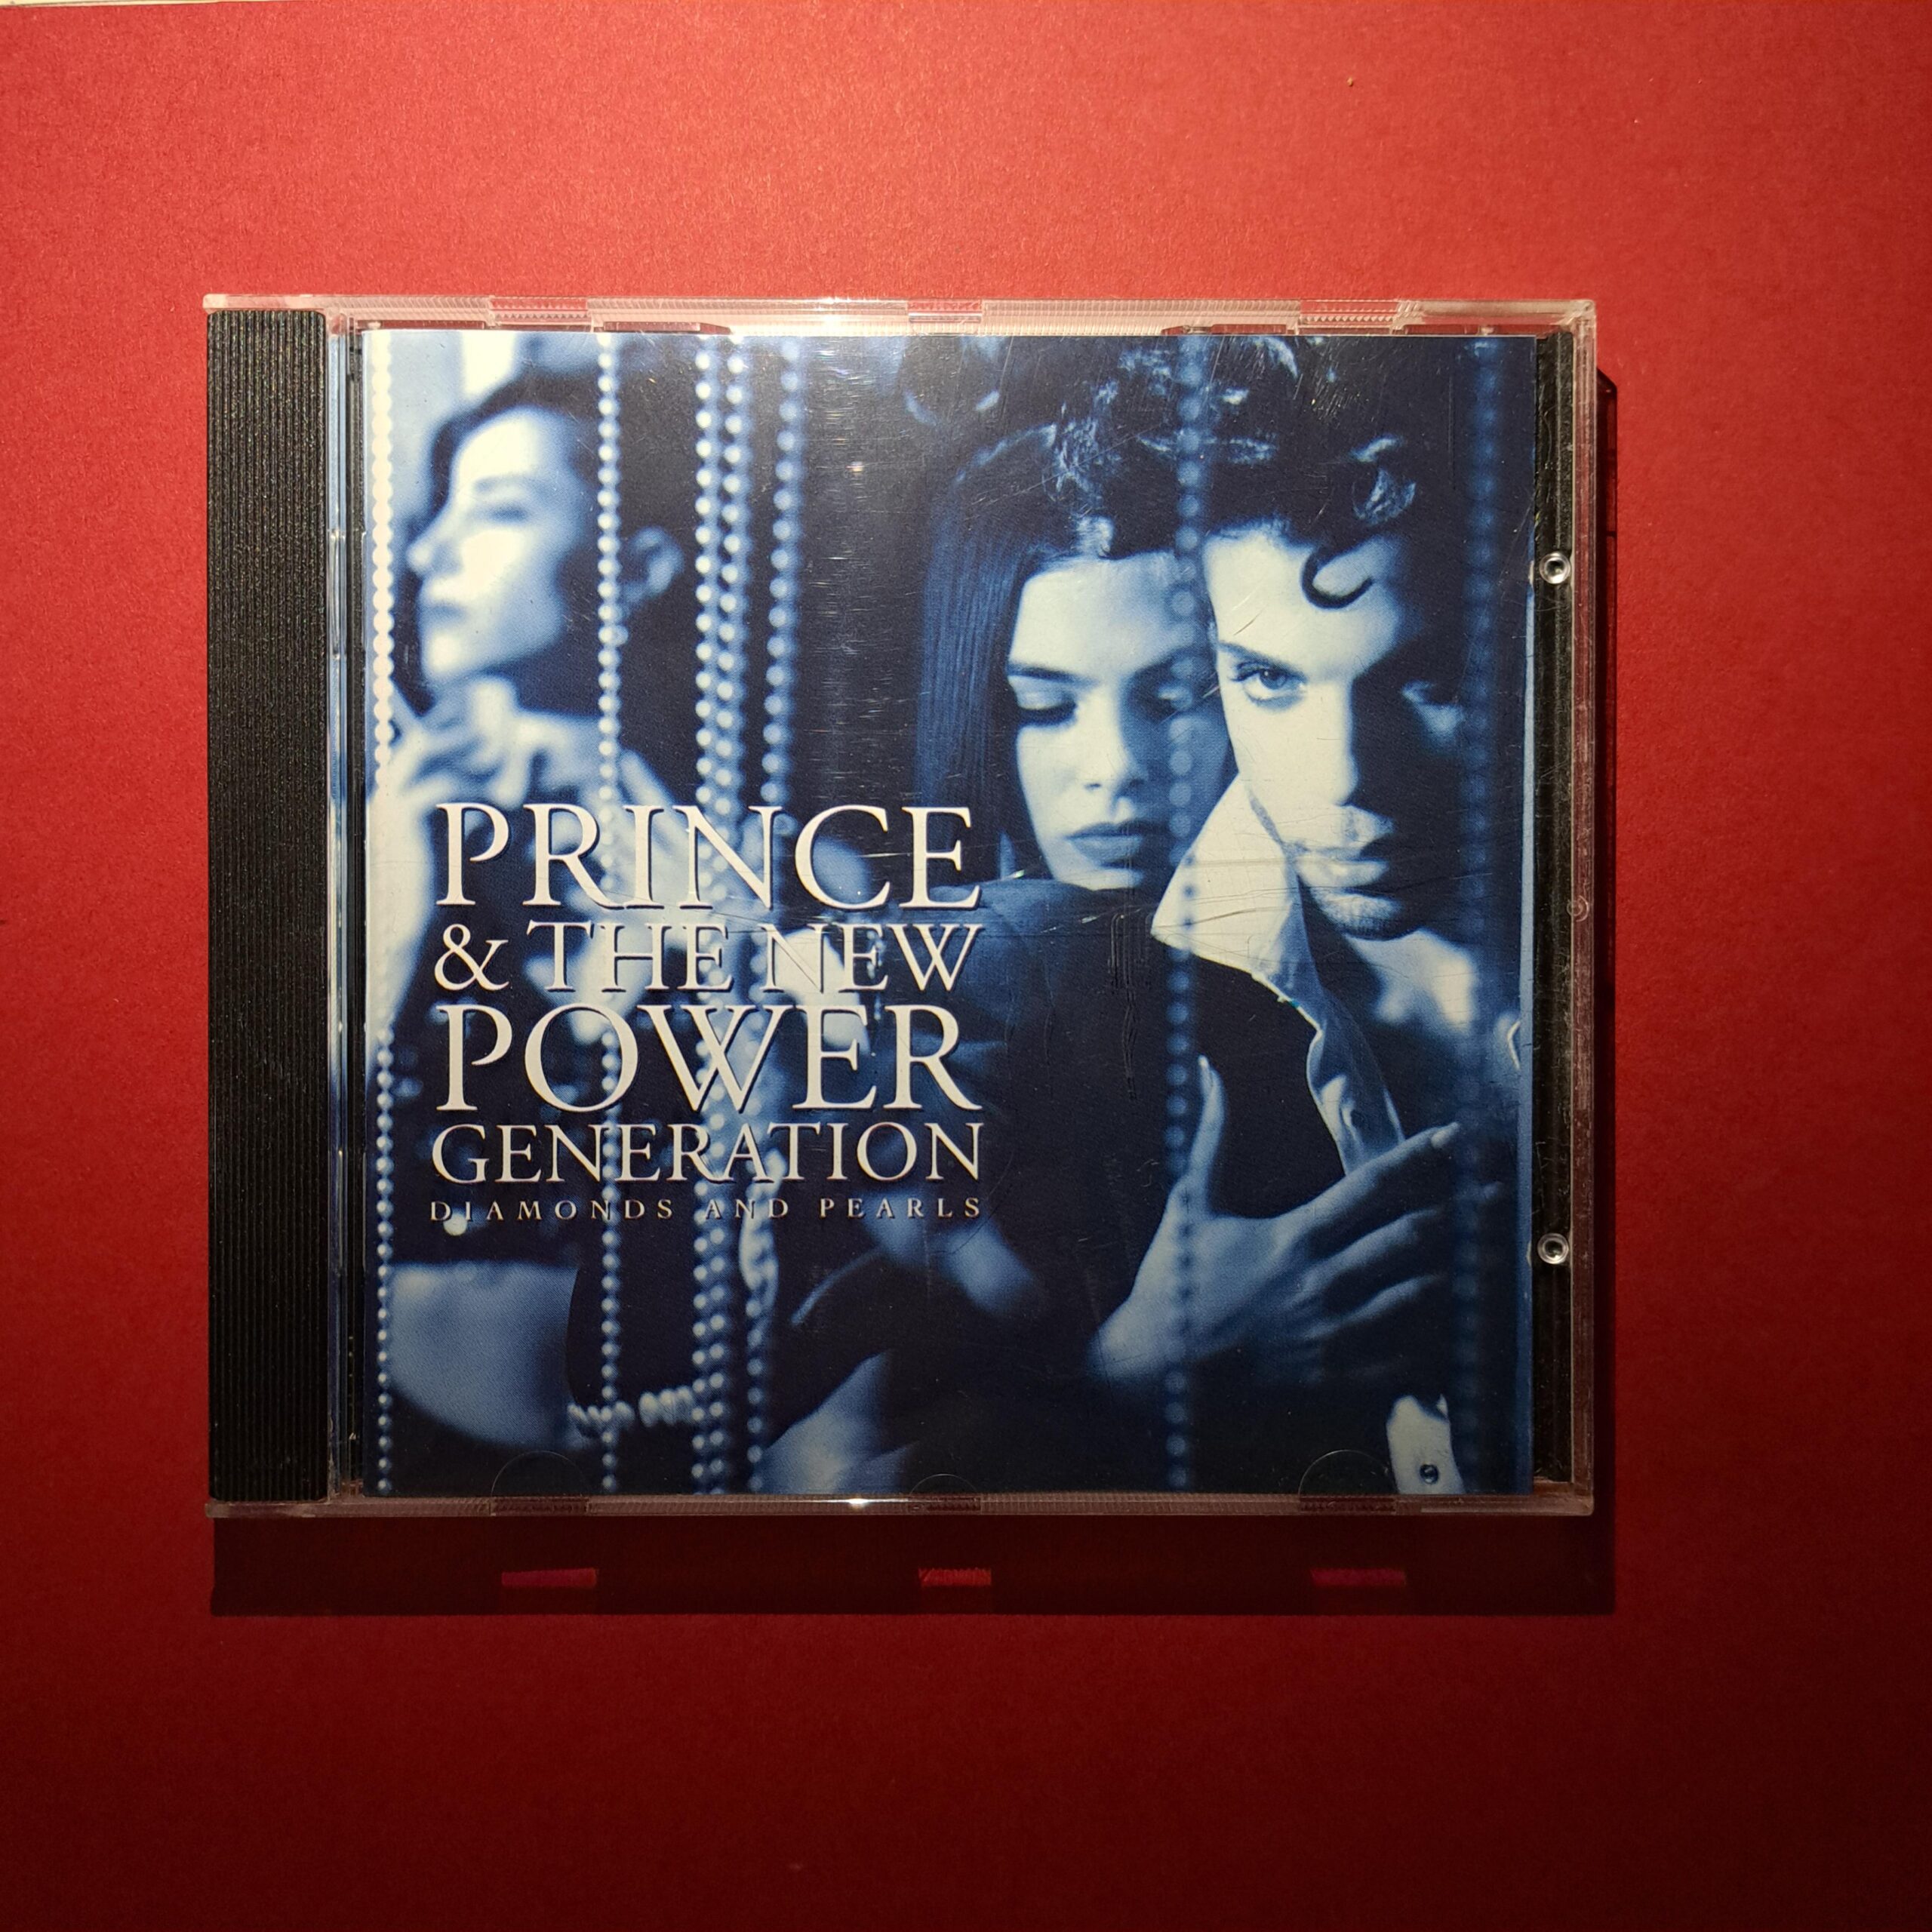 PRINCE
& THE NEW
POWER
GENERATION
DIAMONDS AND PEARLS